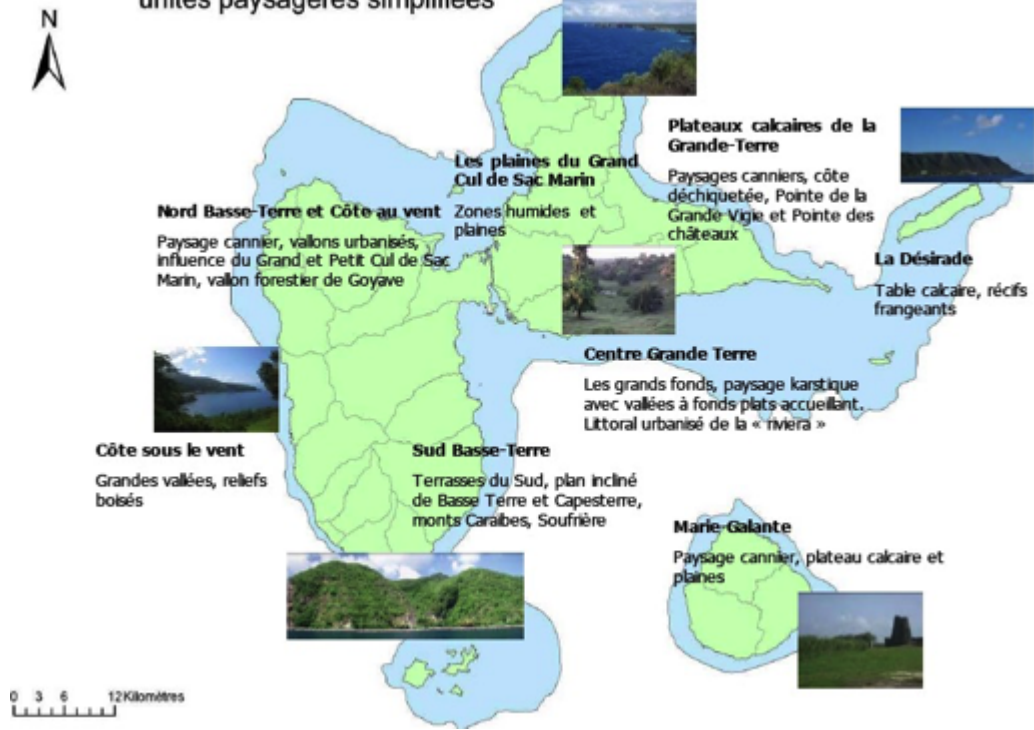 unités paysagères simplifiées
N
Plateaux calcaires de la
Grande-Terre
Paysages canniers, côte
déchiquetée, Pointe de la
Grande Vigie et Pointe des
châteaux
Les plaines du Grand
Cul de Sac Marin
Zones humides et
plaines
Nord Basse-Terre et Côte au vent
Paysage cannier, vallons urbanisés,
influence du Grand et Petit Cul de Sac
Marin, vallon forestier de Goyave
La Désirade
Table calcaire, récifs
frangeants
Centre Grande Terre
Les grands fonds, paysage karstique
avec vallées à fonds plats accueillant.
Littoral urbanisé de la « riviera »
Côte sous le vent
Grandes vallées, reliefs
boisés
Sud Basse-Terre
Terrasses du Sud, plan incliné
de Basse Terre et Capesterre,
monts Caraïbes, Soufrière
Marie-Galante
Paysage cannier, plateau calcaire et
plaines
0 3 6 12 Kilomètres